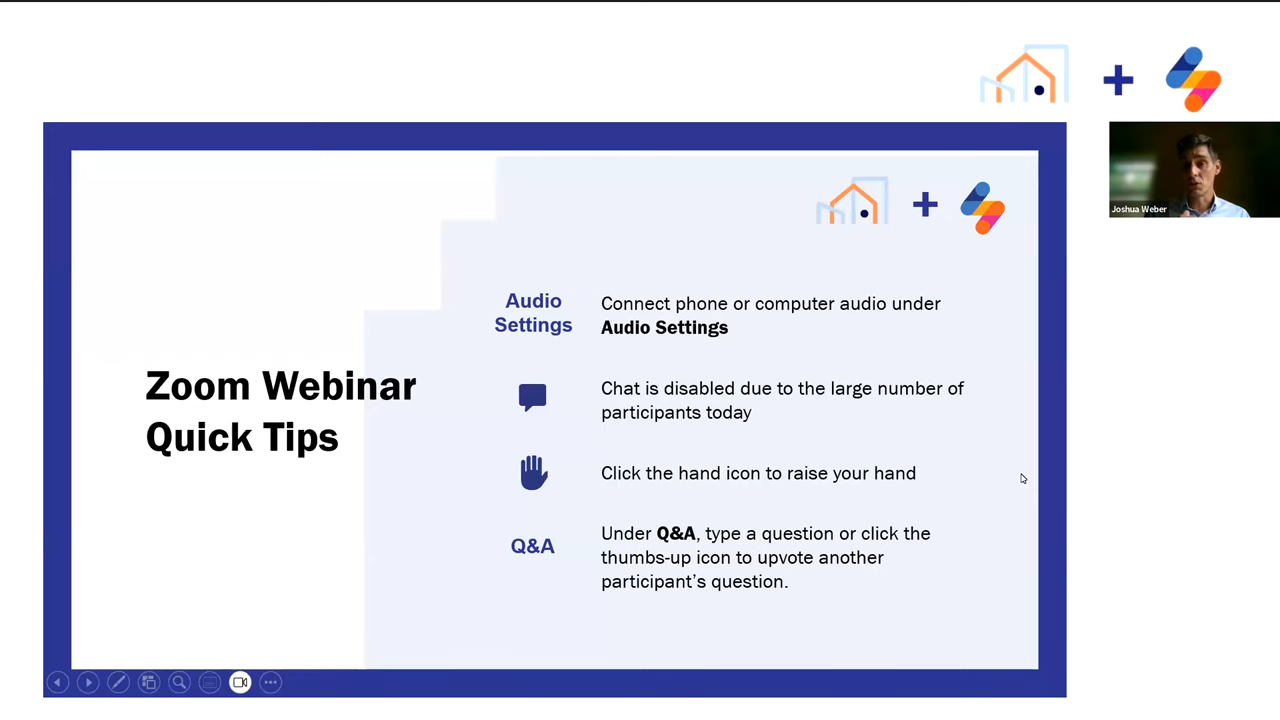 Joshua Weber
Zoom Webinar
Quick Tips
Audio
Settings
Connect phone or computer audio under
Audio Settings
Chat is disabled due to the large number of
participants today
Click the hand icon to raise your hand
Q&A
Under Q&A, type a question or click the
thumbs-up icon to upvote another
participant’s question.